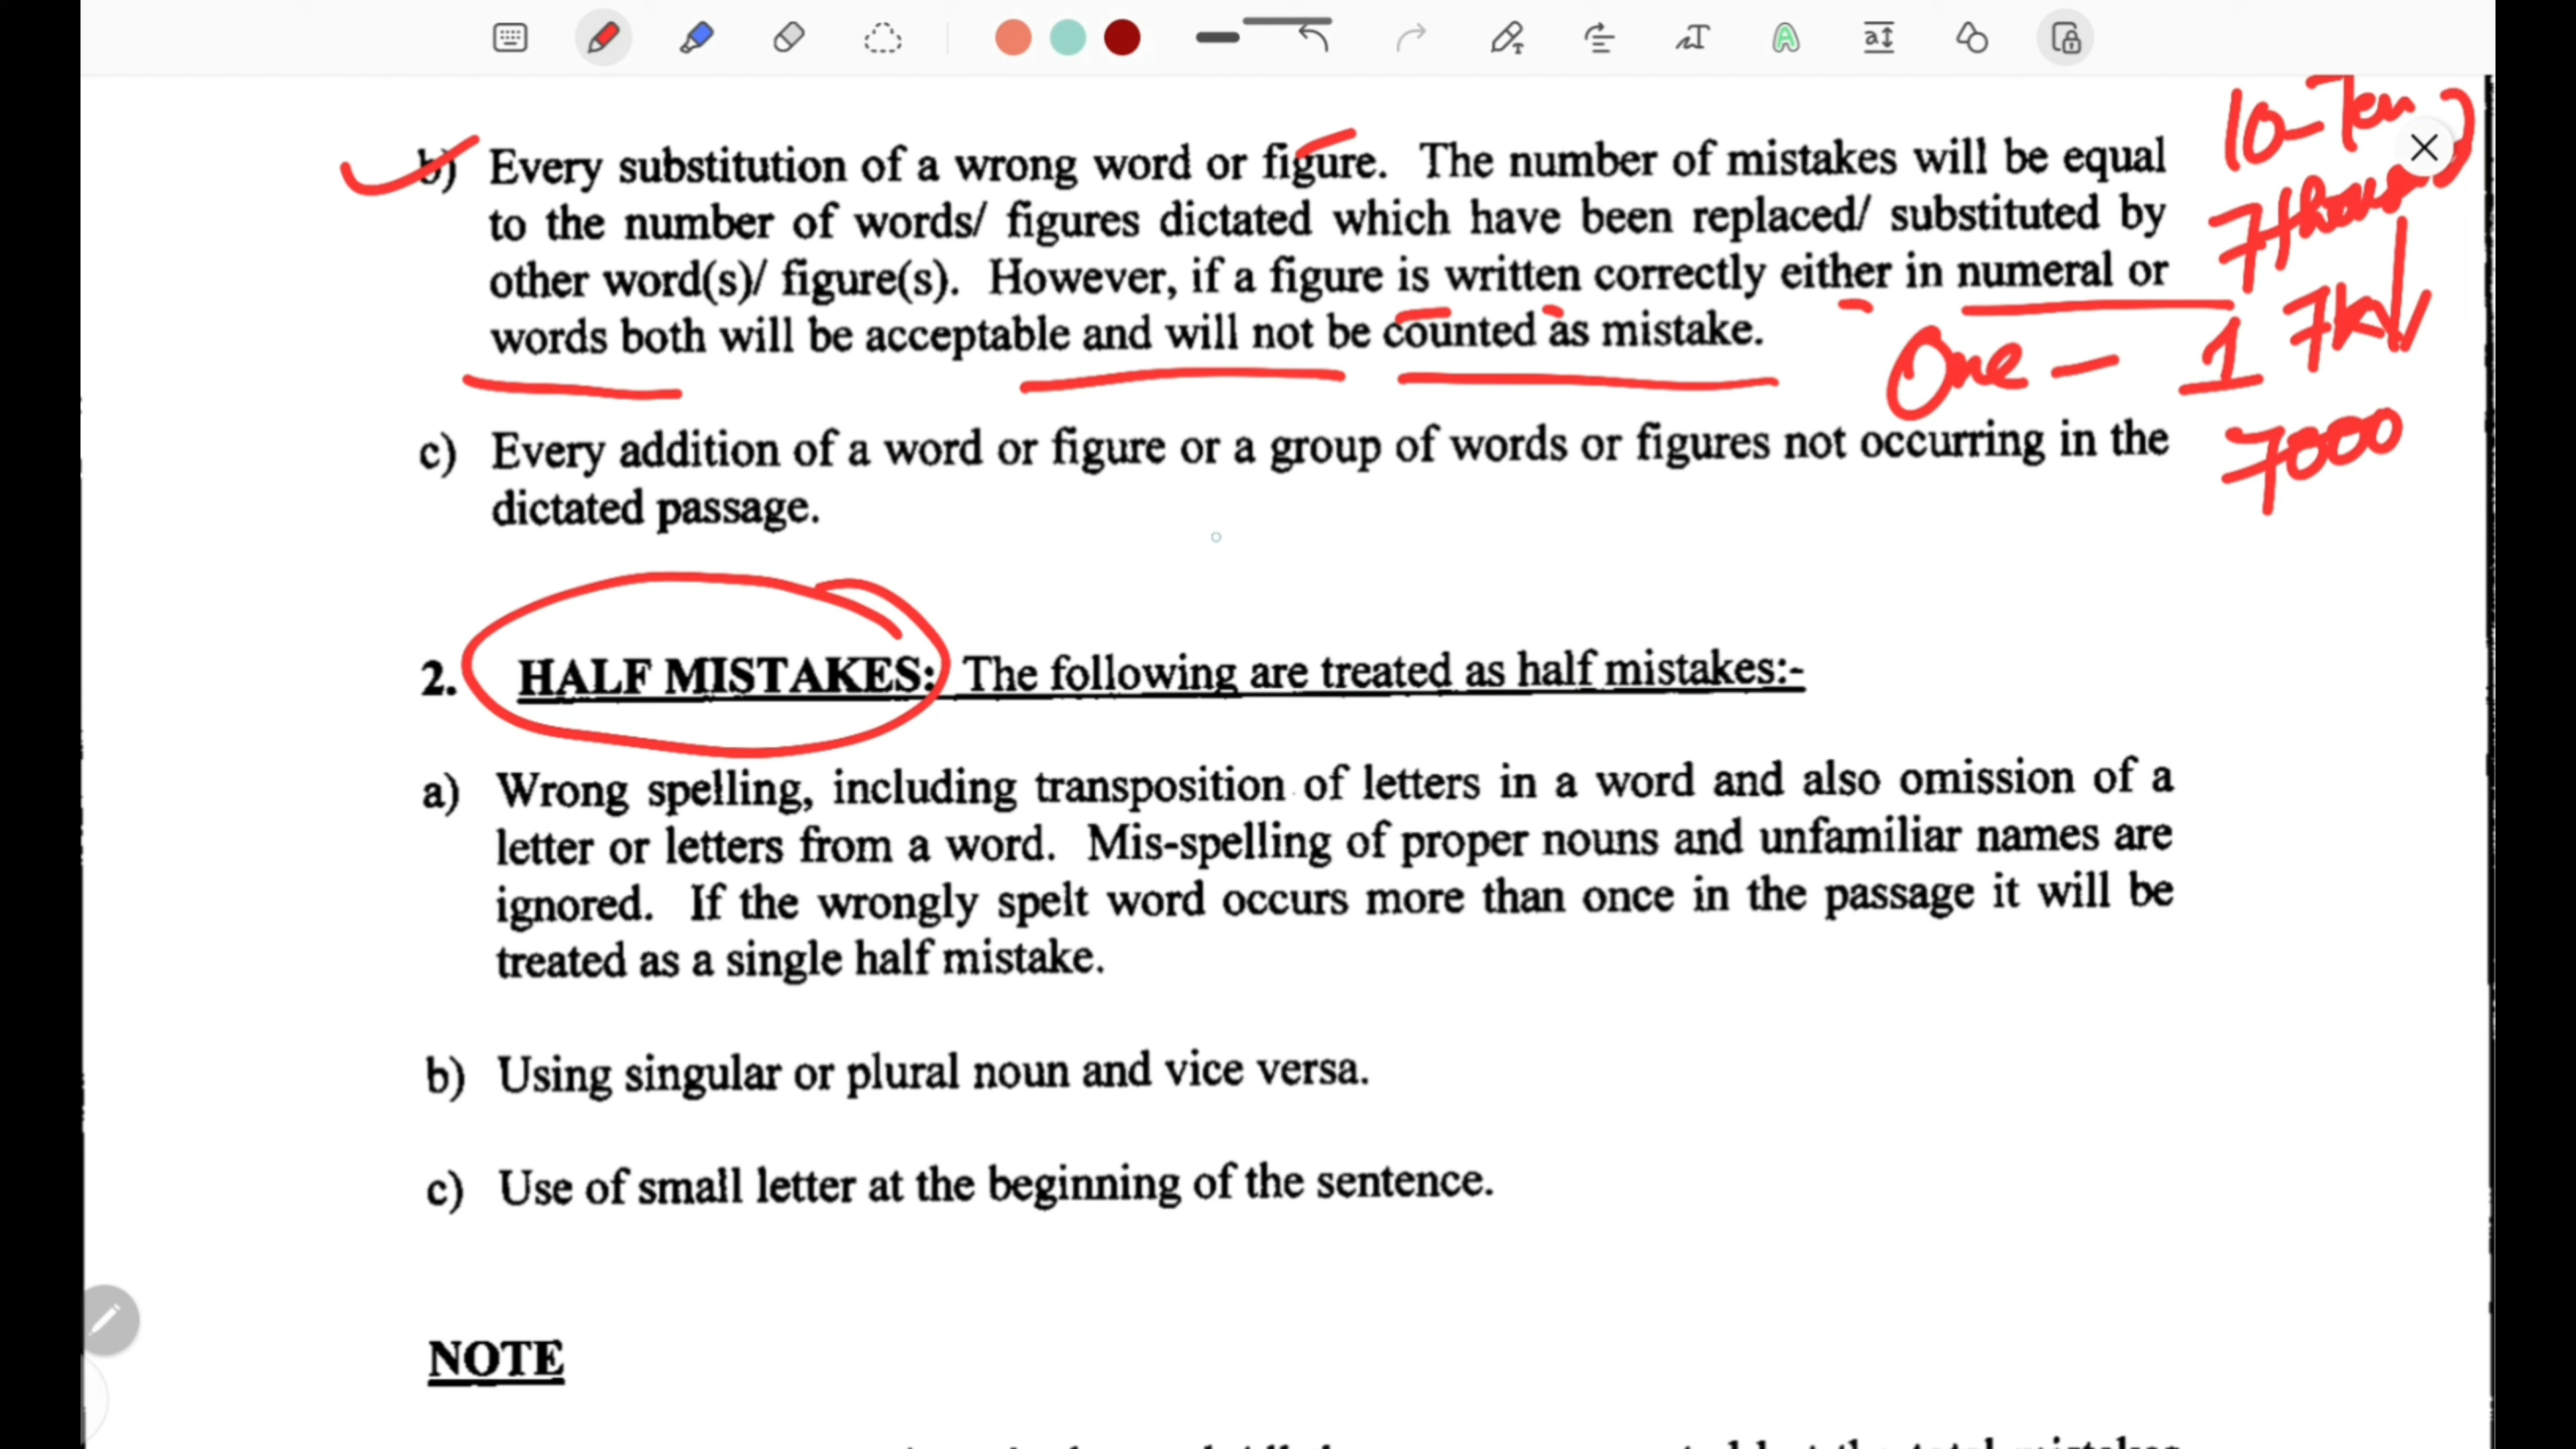 b) Every substitution of a wrong word or figure. The number of mistakes will be equal
to the number of words/ figures dictated which have been replaced/ substituted by
other word(s)/ figure(s). However, if a figure is written correctly either in numeral or
words both will be acceptable and will not be counted as mistake.
10-Ten
7
One - 1
7000
c) Every addition of a word or figure or a group of words or figures not occurring in the
dictated passage.
2. HALF MISTAKES: The following are treated as half mistakes:-
a) Wrong spelling, including transposition of letters in a word and also omission of a
letter or letters from a word. Mis-spelling of proper nouns and unfamiliar names are
ignored. If the wrongly spelt word occurs more than once in the passage it will be
treated as a single half mistake.
b) Using singular or plural noun and vice versa.
c) Use of small letter at the beginning of the sentence.
NOTE